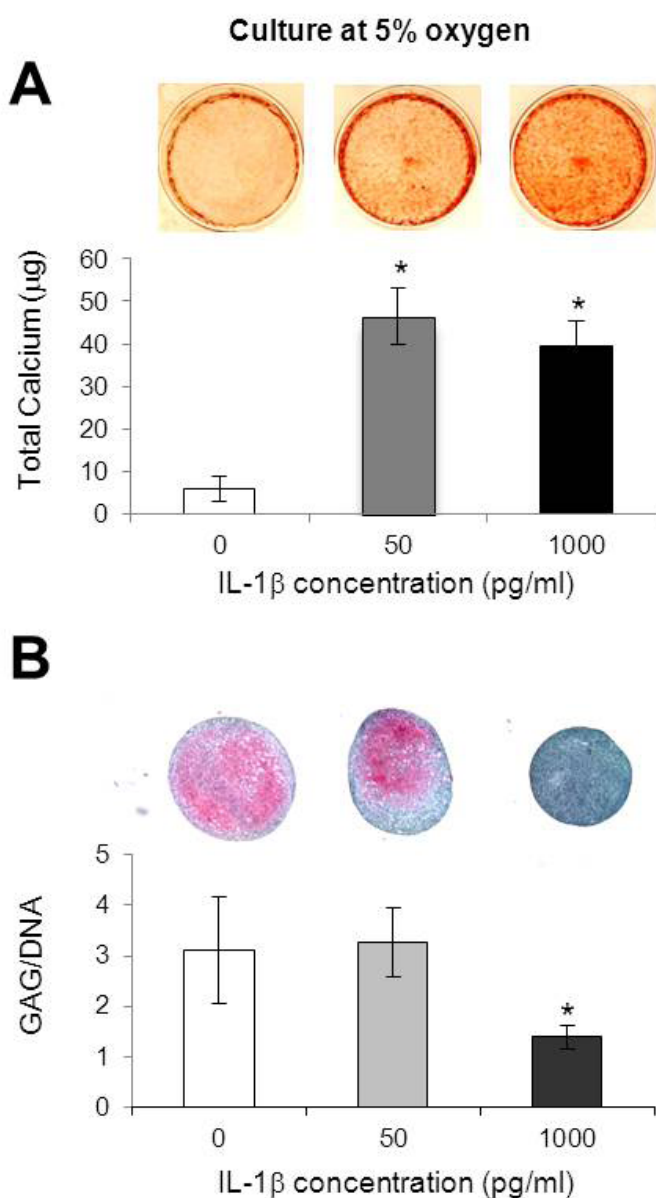 Culture at 5% oxygen
A
60
50
40
30
20
10
0
Total Calcium (μg)
*
*
0 50 1000
IL-1β concentration (pg/ml)
B
5
4
3
2
1
0
GAG/DNA
*
0 50 1000
IL-1β concentration (pg/ml)